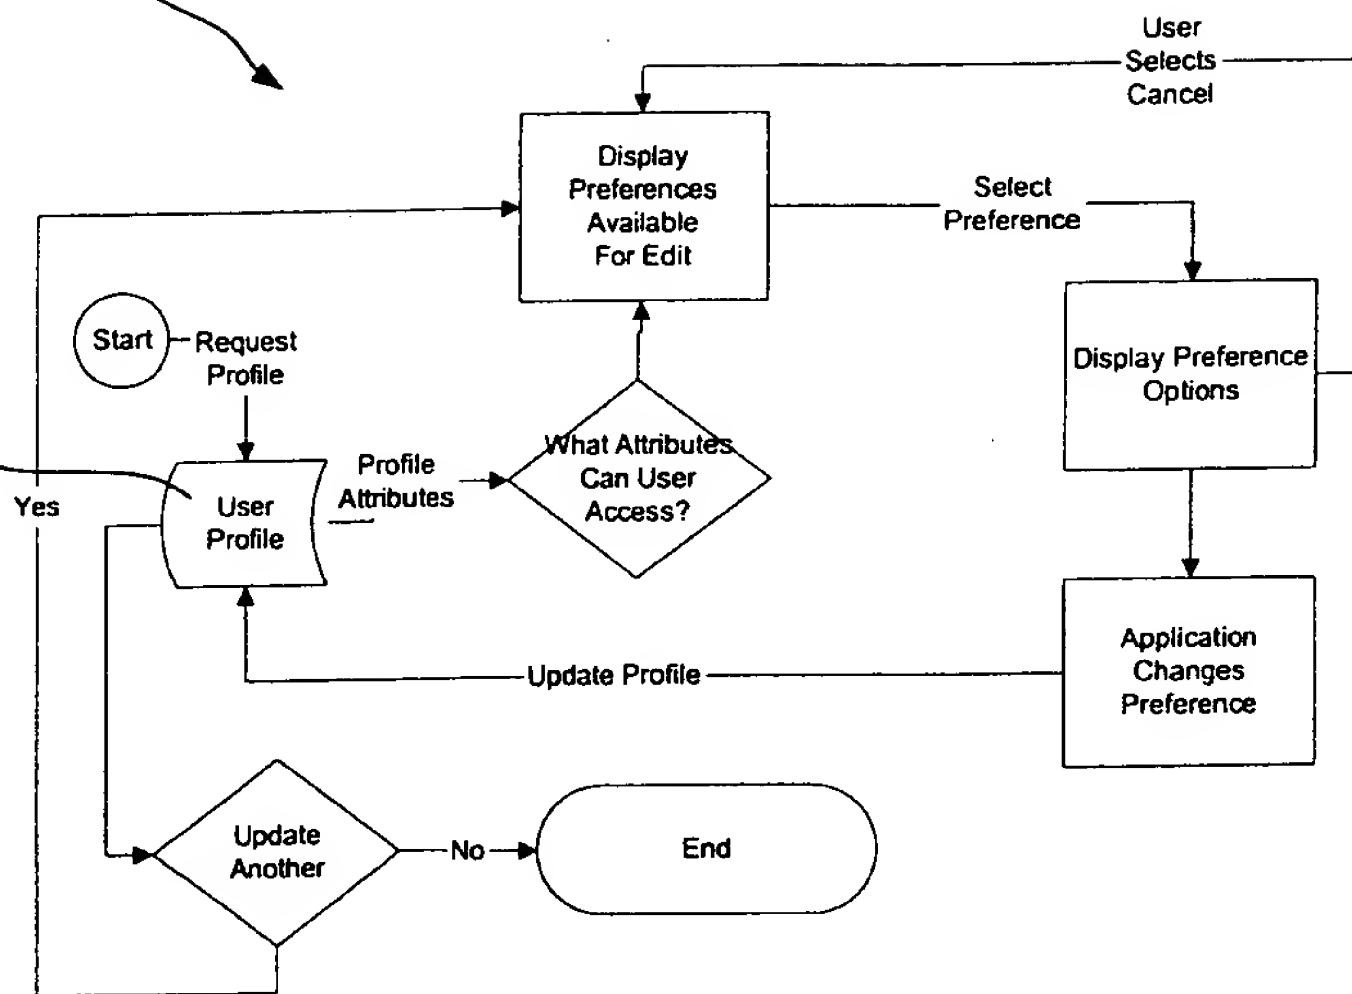 User
Selects
Cancel
Display
Preferences
Available
For Edit
Select
Preference
Start
Request
Profile
Display Preference
Options
What Attributes
Can User
Access?
Profile
Attributes
Yes
User
Profile
Application
Changes
Preference
Update Profile
Update
Another
No
End